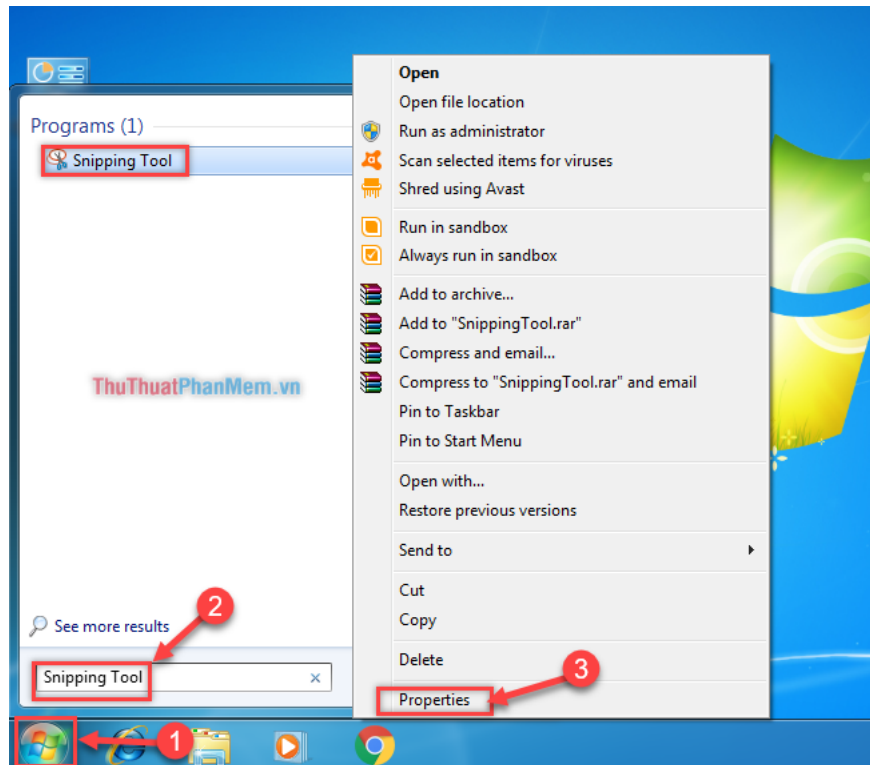 Programs (1)
Snipping Tool
ThuThuatPhanMem.vn
See more results
2
Snipping Tool
×
1
Open
Open file location
Run as administrator
Scan selected items for viruses
Shred using Avast
Run in sandbox
Always run in sandbox
Add to archive...
Add to "SnippingTool.rar"
Compress and email...
Compress to "SnippingTool.rar" and email
Pin to Taskbar
Pin to Start Menu
Open with...
Restore previous versions
Send to
Cut
Copy
Delete
3
Properties